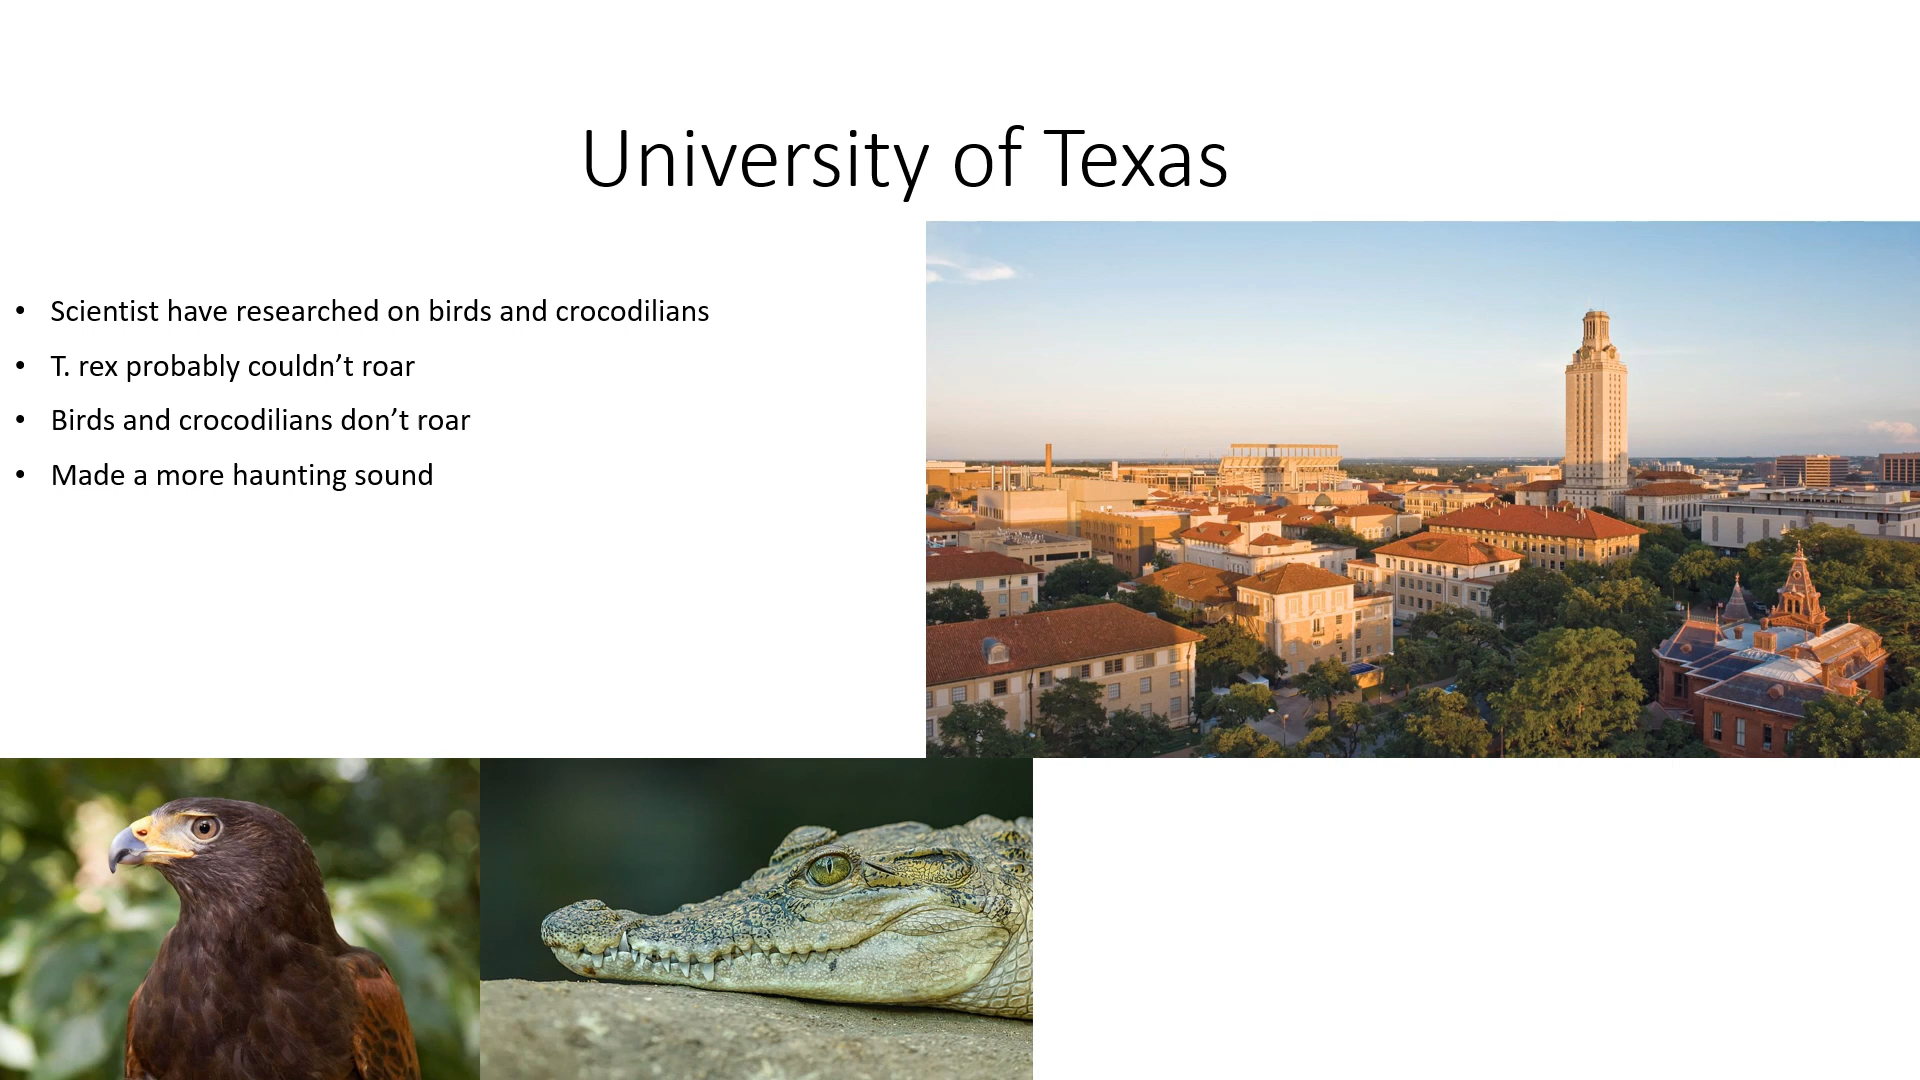 University of Texas
• Scientist have researched on birds and crocodilians
• T. rex probably couldn’t roar
• Birds and crocodilians don’t roar
• Made a more haunting sound